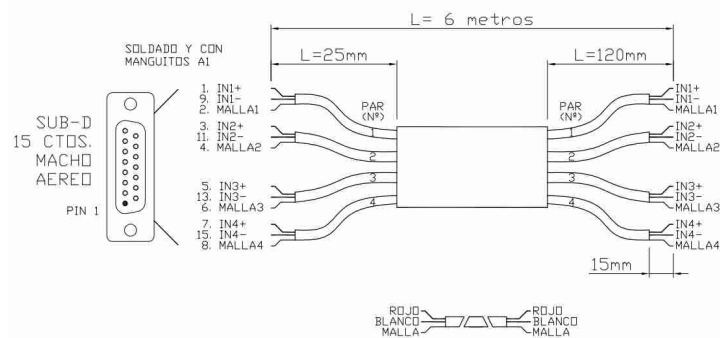 L= 6 metros
L=25mm
L=120mm
SOLDADO Y CON
MANGUITOS A1
SUB-D
15 CTOS.
MACHO
AEREO
PIN 1
1. IN1+
9. IN1-
2. MALLA1
3. IN2+
11. IN2-
4. MALLA2
5. IN3+
13. IN3-
6. MALLA3
7. IN4+
15. IN4-
8. MALLA4
PAR
(Nº)
1
2
3
4
PAR
(Nº)
1
2
3
4
IN1+
IN1-
MALLA1
IN2+
IN2-
MALLA2
IN3+
IN3-
MALLA3
IN4+
IN4-
MALLA4
15mm
ROJO
BLANCO
MALLA
ROJO
BLANCO
MALLA